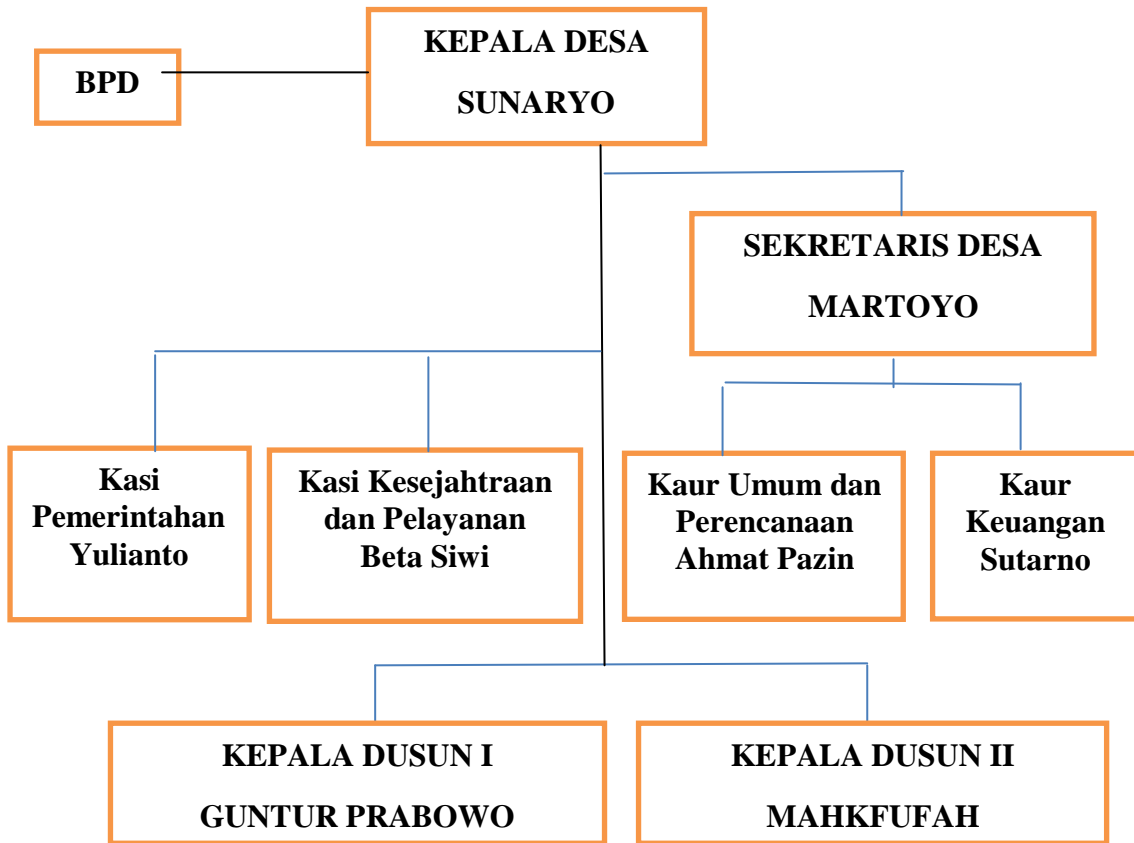 KEPALA DESA
SUNARYO
BPD
SEKRETARIS DESA
MARTOYO
Kasi
Pemerintahan
Yulianto
Kasi Kesejahtraan
dan Pelayanan
Beta Siwi
Kaur Umum dan
Perencanaan
Ahmat Pazin
Kaur
Keuangan
Sutarno
KEPALA DUSUN I
GUNTUR PRABOWO
KEPALA DUSUN II
MAHKFUFAH